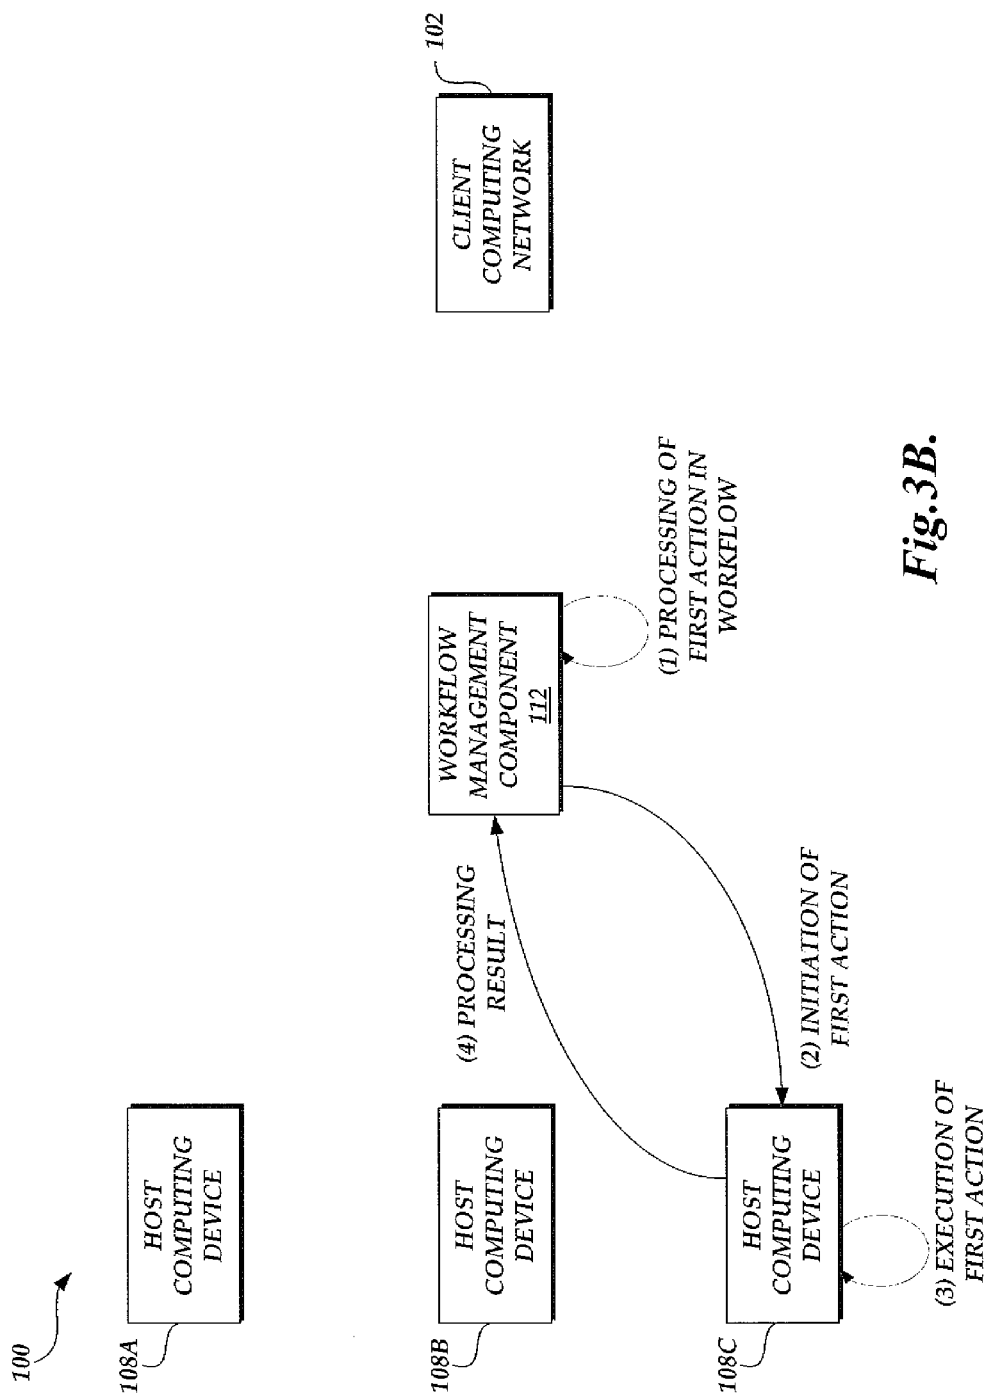 100
108A
HOST
COMPUTING
DEVICE
108B
HOST
COMPUTING
DEVICE
108C
HOST
COMPUTING
DEVICE
(3) EXECUTION OF
FIRST ACTION
(4) PROCESSING
RESULT
(2) INITIATION OF
FIRST ACTION
WORKFLOW
MANAGEMENT
COMPONENT
112
(1) PROCESSING OF
FIRST ACTION IN
WORKFLOW
CLIENT
COMPUTING
NETWORK
102
Fig.3B.